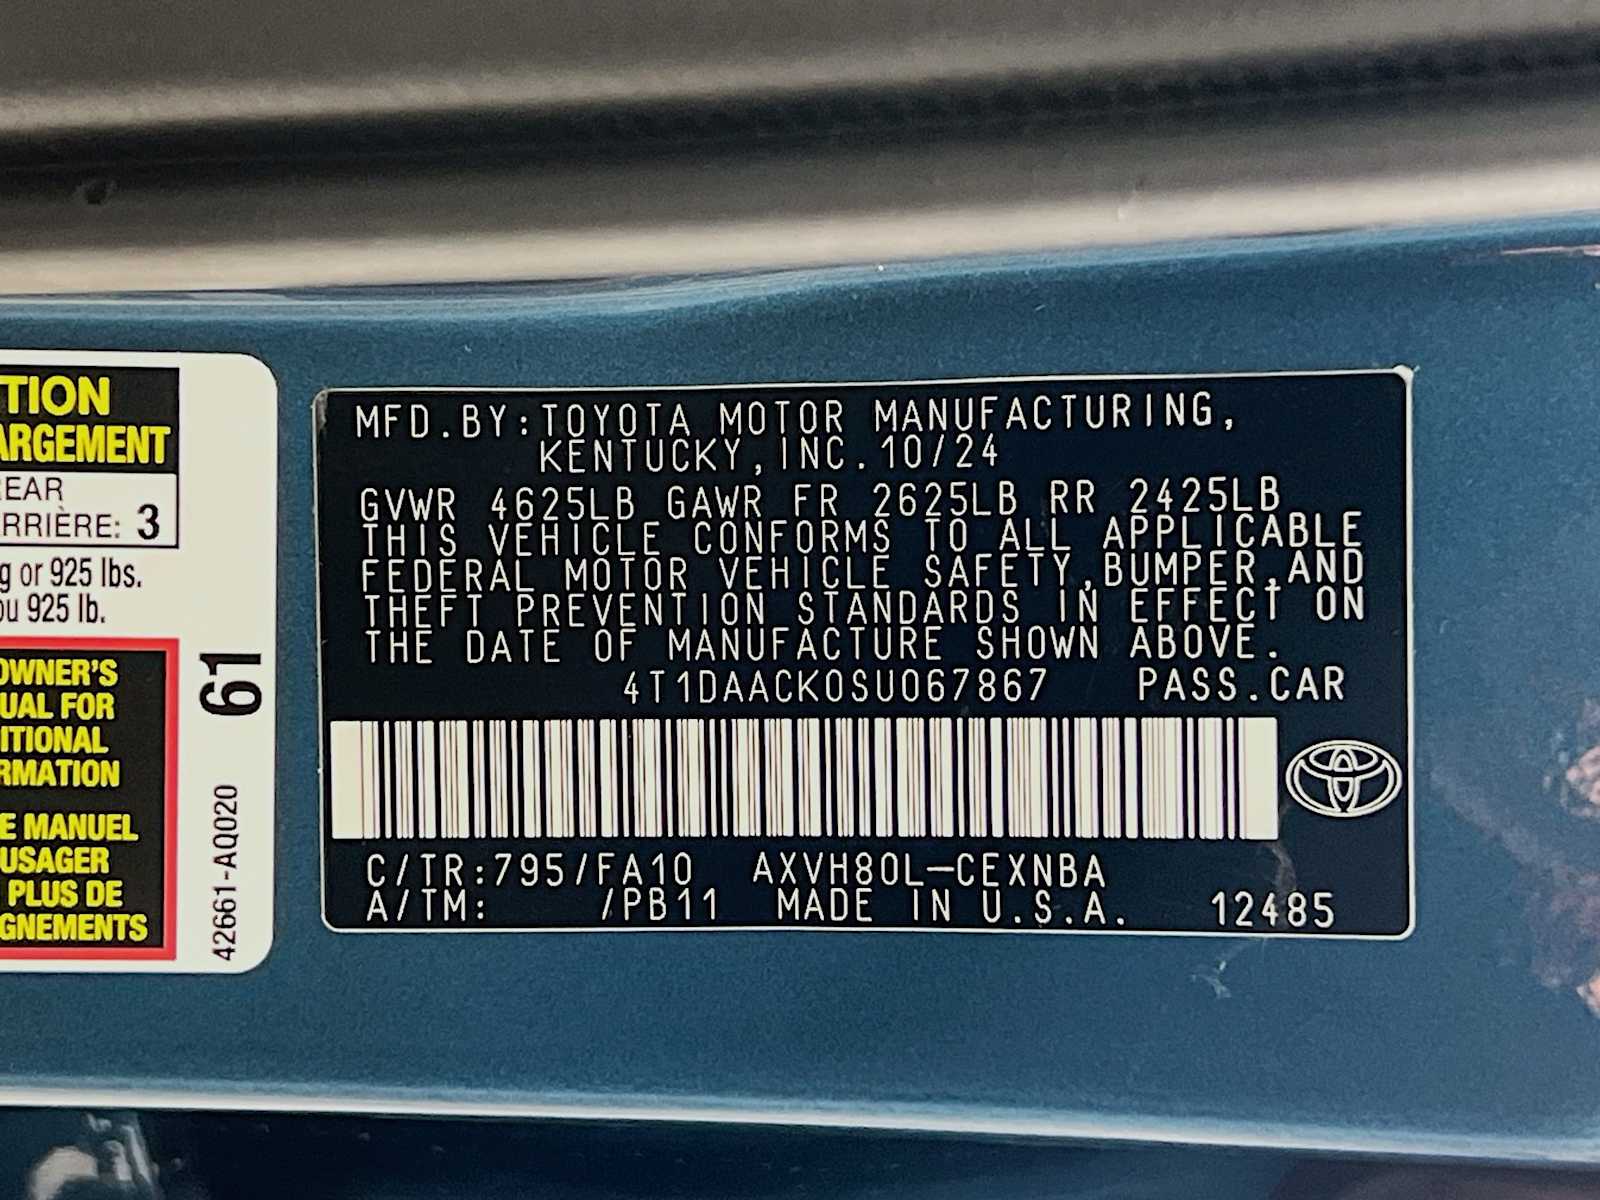 TION
ARGEMENT
REAR
RRIÈRE: 3
g or 925 lbs.
ou 925 lb.
OWNER'S
UAL FOR
ITIONAL
RMATION
E MANUEL
USAGER
PLUS DE
GNEMENTS
61
42661-AQ020
MFD.BY:TOYOTA MOTOR MANUFACTURING,
KENTUCKY,INC.10/24
GVWR 4625LB GAWR FR 2625LB RR 2425LB
THIS VEHICLE CONFORMS TO ALL APPLICABLE
FEDERAL MOTOR VEHICLE SAFETY,BUMPER,AND
THEFT PREVENTION STANDARDS IN EFFECT ON
THE DATE OF MANUFACTURE SHOWN ABOVE.
4T1DAACK0SU067867 PASS.CAR
C/TR:795/FA10 AXVH80L-CEXNBA
A/TM: /PB11 MADE IN U.S.A. 12485